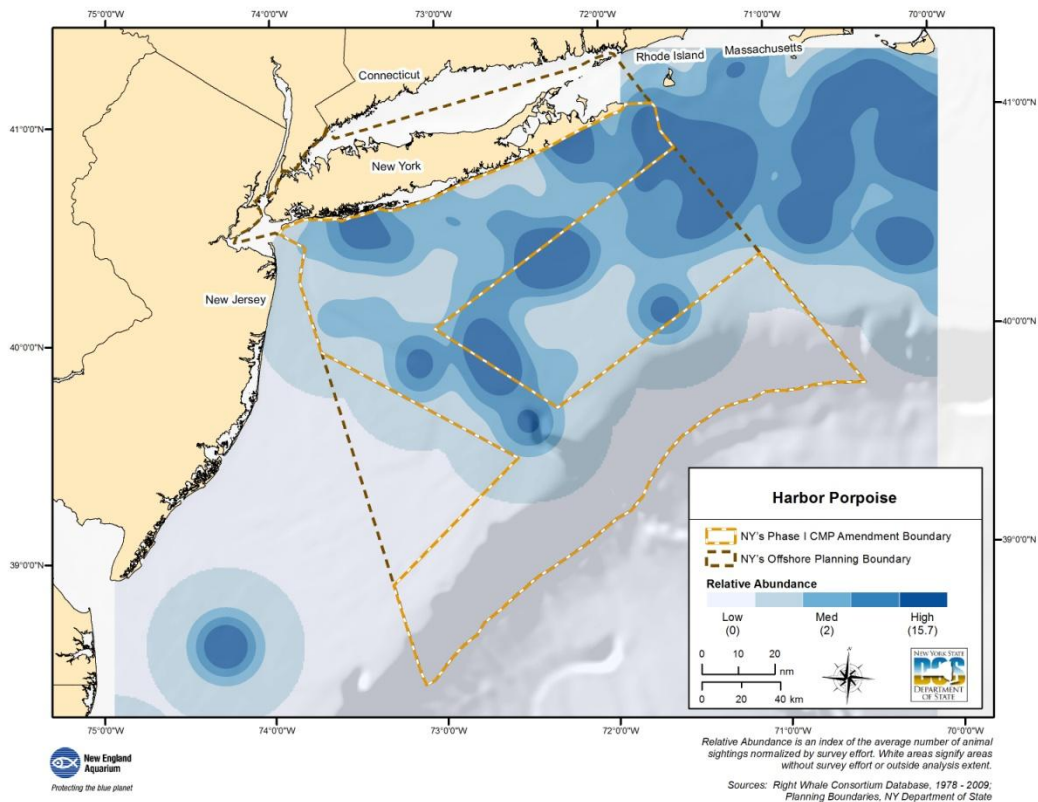 75°0'0"W
74°0'0"W
73°0'0"W
72°0'0"W
71°0'0"W
70°0'0"W
Rhode Island
Massachusetts
Connecticut
41°0'0"N
41°0'0"N
New York
New Jersey
40°0'0"N
40°0'0"N
39°0'0"N
39°0'0"N
Harbor Porpoise
NY's Phase I CMP Amendment Boundary
NY's Offshore Planning Boundary
Relative Abundance
Low
(0)
Med
(2)
High
(15.7)
0 10 20
nm
0 20 40
km
N
NEW YORK STATE
DOS
DEPARTMENT
OF STATE
75°0'0"W
74°0'0"W
73°0'0"W
72°0'0"W
71°0'0"W
70°0'0"W
New England
Aquarium
Protecting the blue planet
Relative Abundance is an index of the average number of animal
sightings normalized by survey effort. White areas signify areas
without survey effort or outside analysis extent.
Sources: Right Whale Consortium Database, 1978 - 2009;
Planning Boundaries, NY Department of State